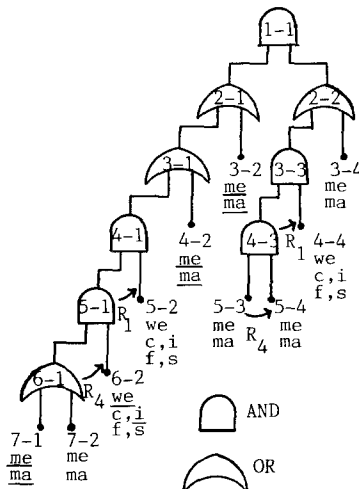 1-1
2-1 2-2
3-1 3-2 3-3 3-4
me me
ma ma
4-1 4-2 4-3 R1 4-4
me we
ma c,i
f,s
5-1 R1 5-2 5-3 5-4
we me R4 me
c,i ma ma
f,s
6-1 R4 6-2
we
c,i
f,s
7-1 7-2
me me
ma ma
AND
OR